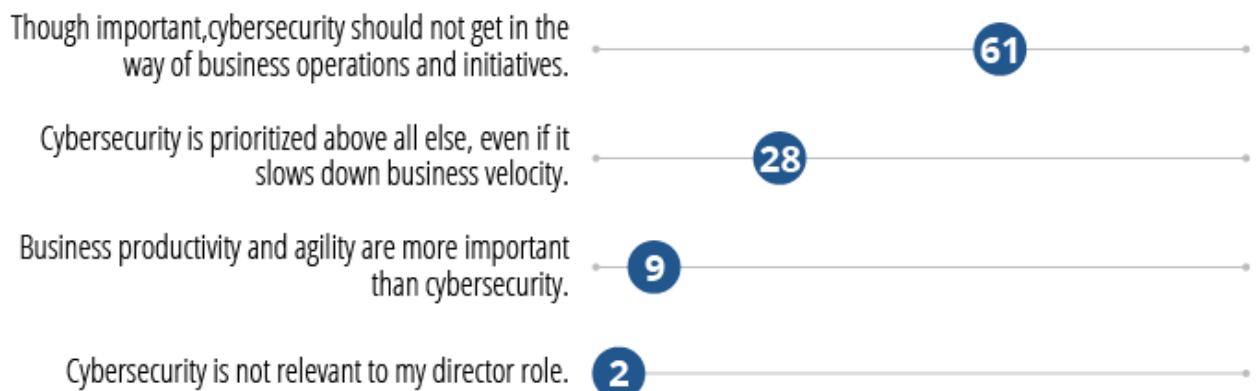 Though important,cybersecurity should not get in the
way of business operations and initiatives.
61
Cybersecurity is prioritized above all else, even if it
slows down business velocity.
28
Business productivity and agility are more important
than cybersecurity.
9
Cybersecurity is not relevant to my director role.
2